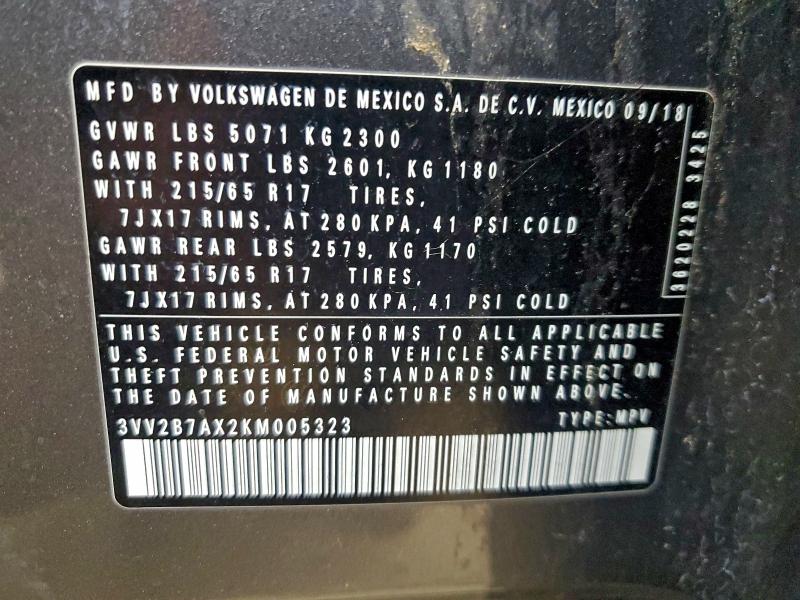 MFD BY VOLKSWAGEN DE MEXICO S.A. DE C.V. MEXICO 09/18
GVWR LBS 5071 KG 2300
GAWR FRONT LBS 2601, KG 1180
WITH 215/65 R17 TIRES,
7JX17 RIMS, AT 280 KPA, 41 PSI COLD
GAWR REAR LBS 2579, KG 1170
WITH 215/65 R17 TIRES,
7JX17 RIMS, AT 280 KPA, 41 PSI COLD
3620228 3425
THIS VEHICLE CONFORMS TO ALL APPLICABLE
U.S. FEDERAL MOTOR VEHICLE SAFETY AND
THEFT PREVENTION STANDARDS IN EFFECT ON
THE DATE OF MANUFACTURE SHOWN ABOVE.
3VV2B7AX2KM005323 TYPE: MPV